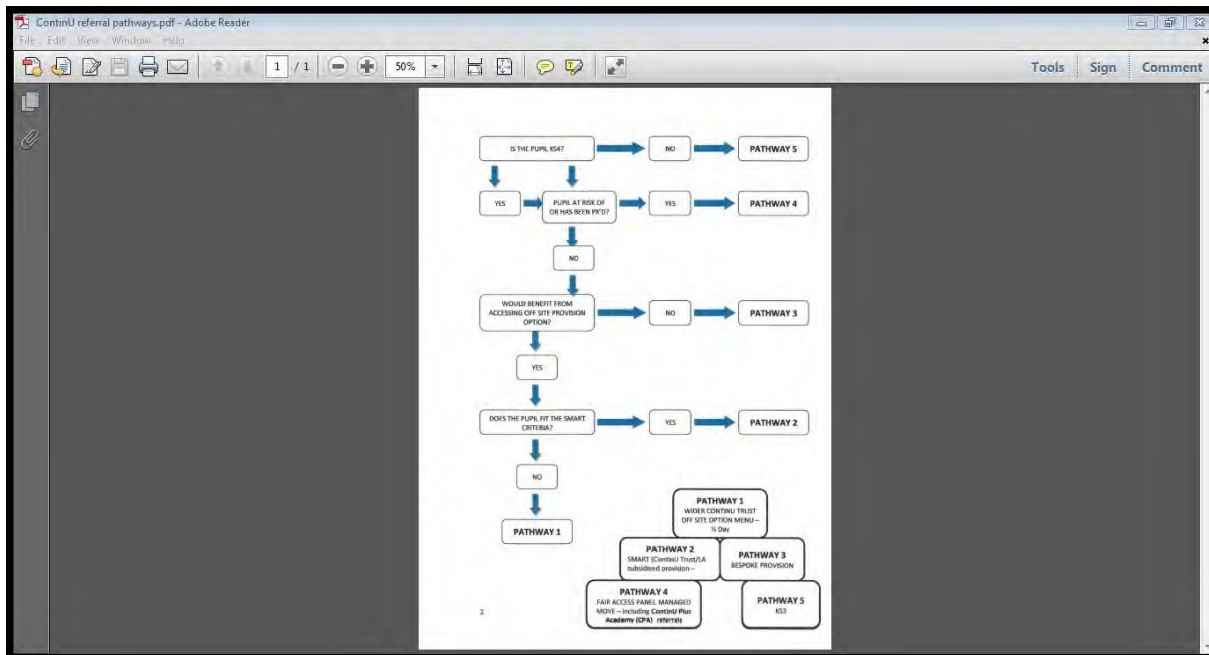 ContinU referral pathways.pdf - Adobe Reader
File Edit View Window Help
1 / 1 50% Tools Sign Comment
IS THE PUPIL KS4? NO PATHWAY 5
YES PUPIL AT RISK OF
OR HAS BEEN PX'D? YES PATHWAY 4
NO
WOULD BENEFIT FROM
ACCESSING OFF SITE PROVISION
OPTION? NO PATHWAY 3
YES
DOES THE PUPIL FIT THE SMART
CRITERIA? YES PATHWAY 2
NO
PATHWAY 1
PATHWAY 1
WIDER CONTINU TRUST
OFF SITE OPTION MENU –
½ Day
PATHWAY 2
SMART (ContinU Trust/LA
subsidised provision –
PATHWAY 3
BESPOKE PROVISION
PATHWAY 4
FAIR ACCESS PANEL MANAGED
MOVE – including ContinU Plus
Academy (CPA) referrals
PATHWAY 5
KS3
2